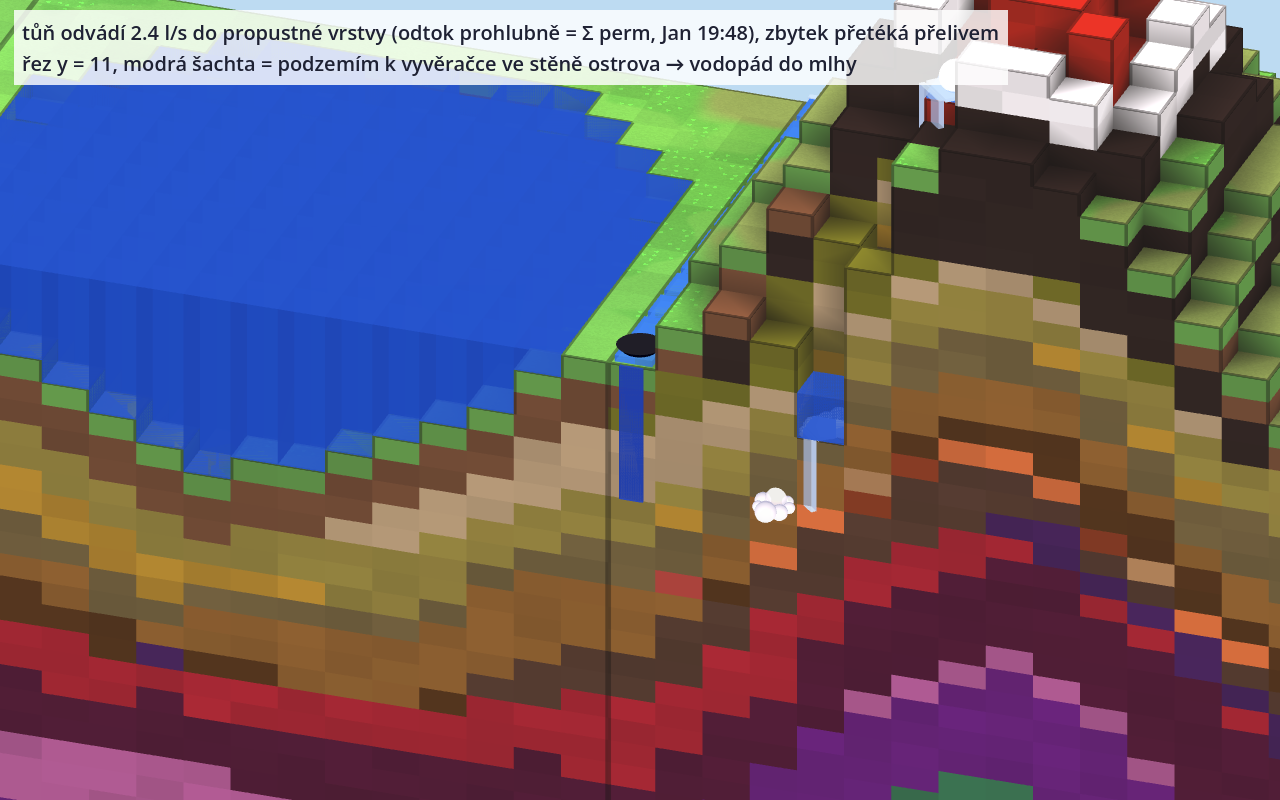 tůň odvádí 2.4 l/s do propustné vrstvy (odtok prohlubně = Σ perm, Jan 19:48), zbytek přetéká přelivem
řez y = 11, modrá šachta = podzemím k vyvěračce ve stěně ostrova → vodopád do mlhy